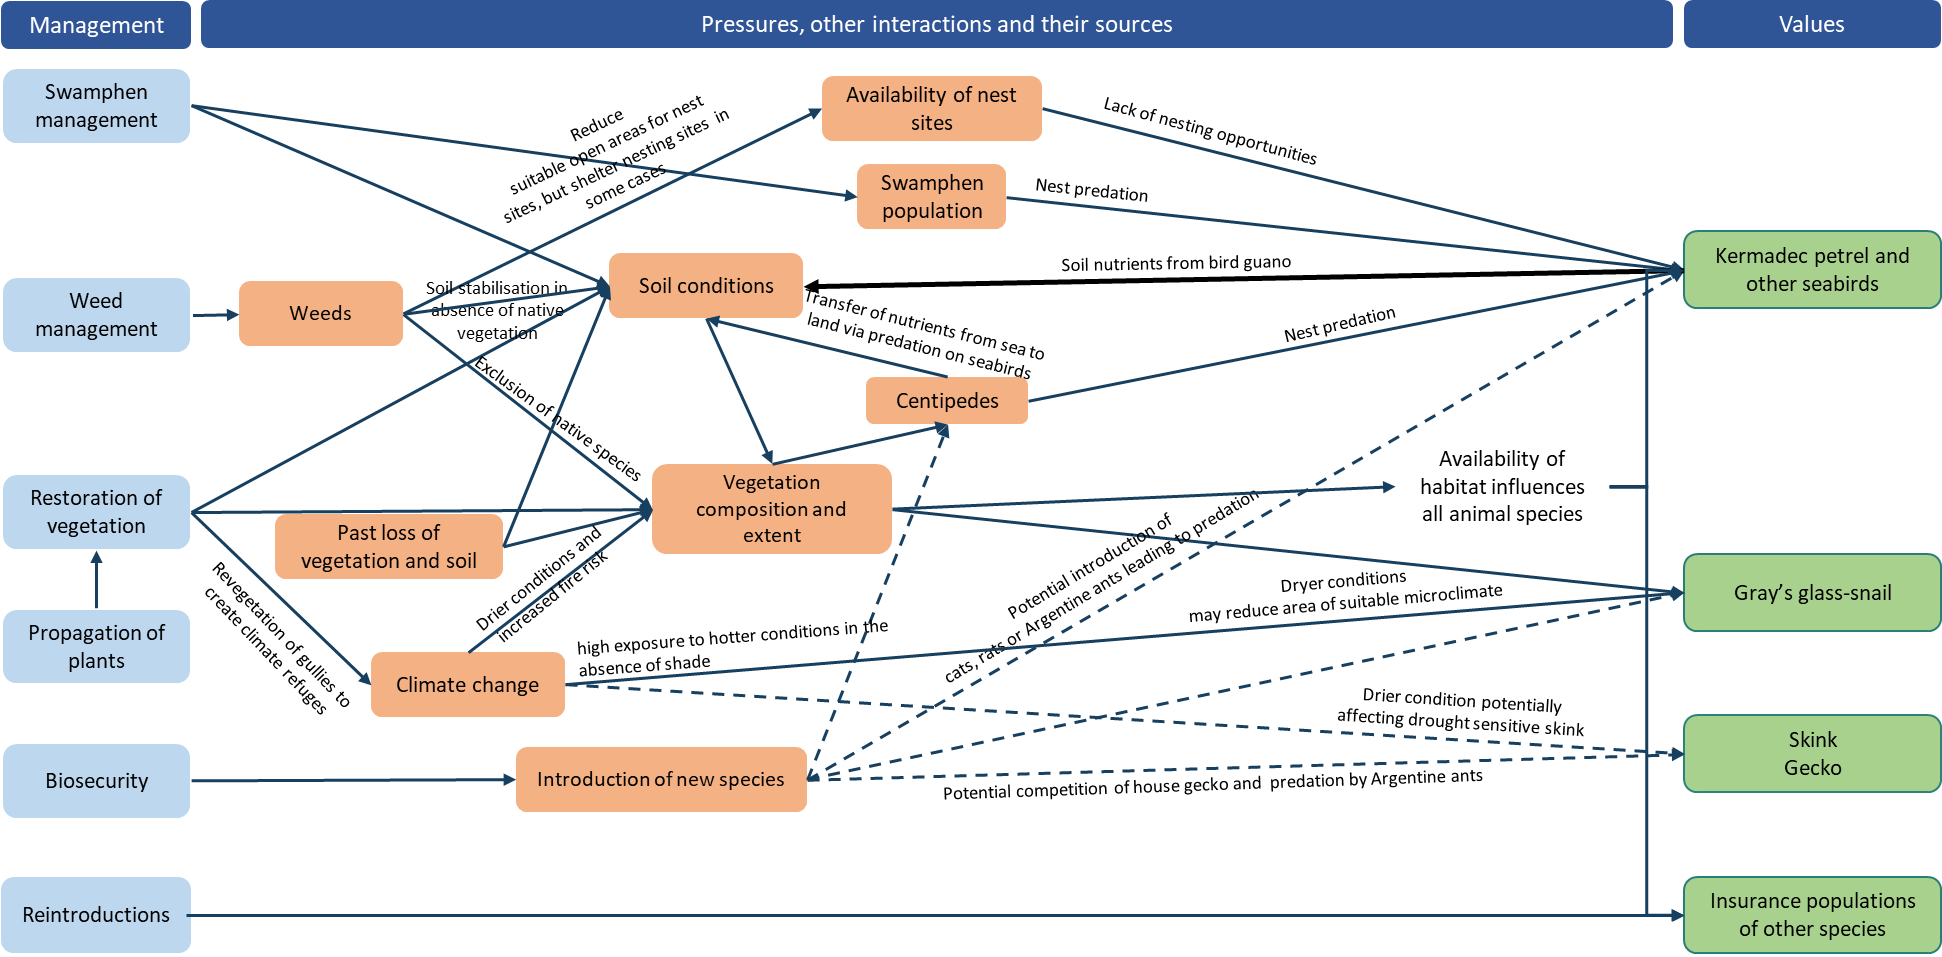 Management
Pressures, other interactions and their sources
Values
Swamphen
management
Availability of nest
sites
Reduce
suitable open areas for nest
sites, but shelter nesting sites in
some cases
Lack of nesting opportunities
Swamphen
population
Nest predation
Kermadec petrel and
other seabirds
Weed
management
Weeds
Soil stabilisation in
absence of native
vegetation
Soil conditions
Soil nutrients from bird guano
Transfer of nutrients from sea to
land via predation on seabirds
Nest predation
Exclusion of native species
Centipedes
Restoration of
vegetation
Past loss of
vegetation and soil
Vegetation
composition and
extent
Availability of
habitat influences
all animal species
Drier conditions and
increased fire risk
Potential introduction of
cats, rats or Argentine ants leading to predation
Dryer conditions
may reduce area of suitable microclimate
Gray’s glass-snail
Propagation of
plants
Revegetation of gullies to
create climate refuges
Climate change
high exposure to hotter conditions in the
absence of shade
Drier condition potentially
affecting drought sensitive skink
Skink
Gecko
Biosecurity
Introduction of new species
Potential competition of house gecko and predation by Argentine ants
Reintroductions
Insurance populations
of other species